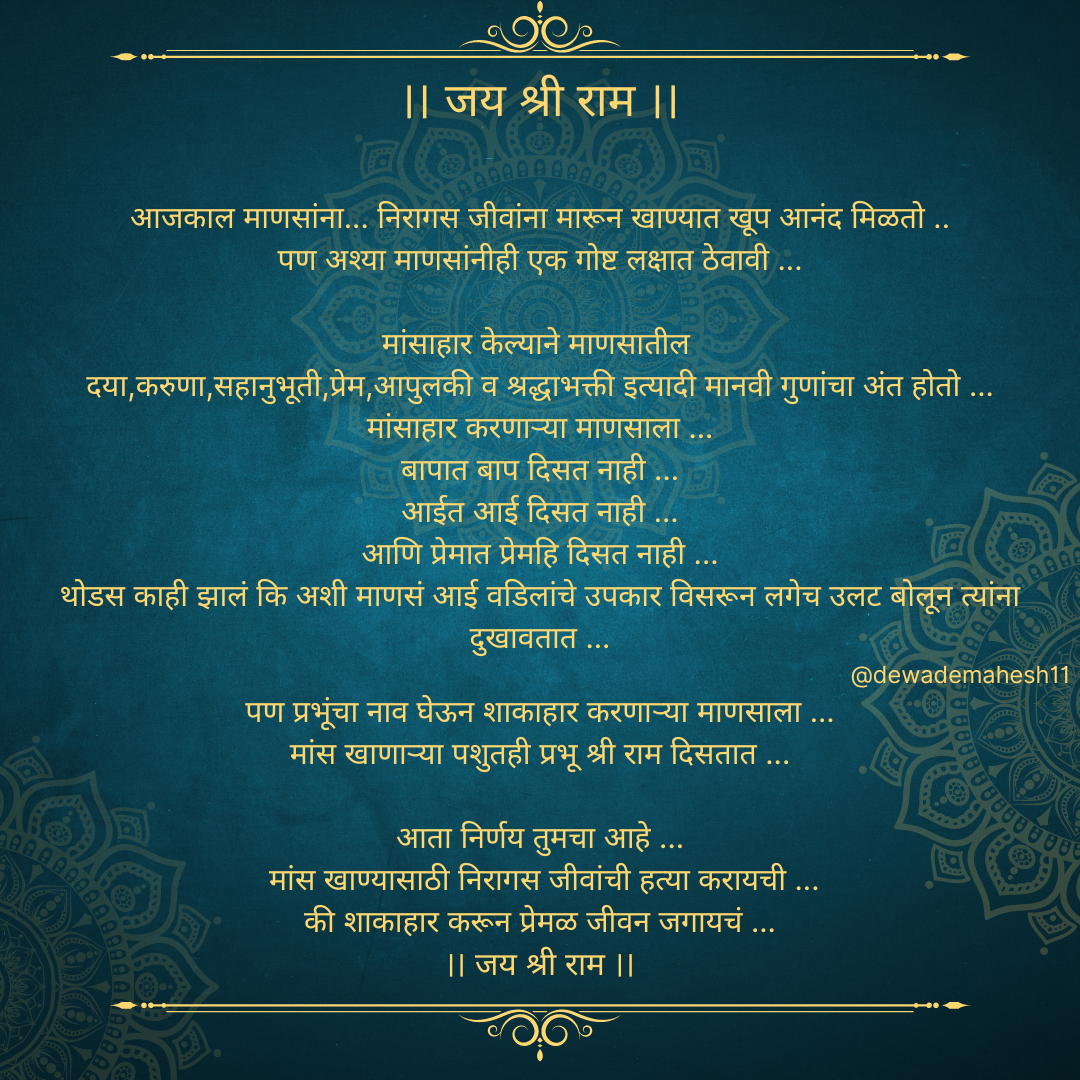 || जय श्री राम ||
आजकाल माणसांना... निरागस जीवांना मारून खाण्यात खूप आनंद मिळतो ..
पण अश्या माणसांनीही एक गोष्ट लक्षात ठेवावी ...
मांसाहार केल्याने माणसातील
दया,करुणा,सहानुभूती,प्रेम,आपुलकी व श्रद्धाभक्ती इत्यादी मानवी गुणांचा अंत होतो ...
मांसाहार करणाऱ्या माणसाला ...
बापात बाप दिसत नाही ...
आईत आई दिसत नाही ...
आणि प्रेमात प्रेमहि दिसत नाही ...
थोडस काही झालं कि अशी माणसं आई वडिलांचे उपकार विसरून लगेच उलट बोलून त्यांना
दुखावतात ...
@dewademahesh11
पण प्रभूंचा नाव घेऊन शाकाहार करणाऱ्या माणसाला ...
मांस खाणाऱ्या पशुतही प्रभू श्री राम दिसतात ...
आता निर्णय तुमचा आहे ...
मांस खाण्यासाठी निरागस जीवांची हत्या करायची ...
की शाकाहार करून प्रेमळ जीवन जगायचं ...
|| जय श्री राम ||